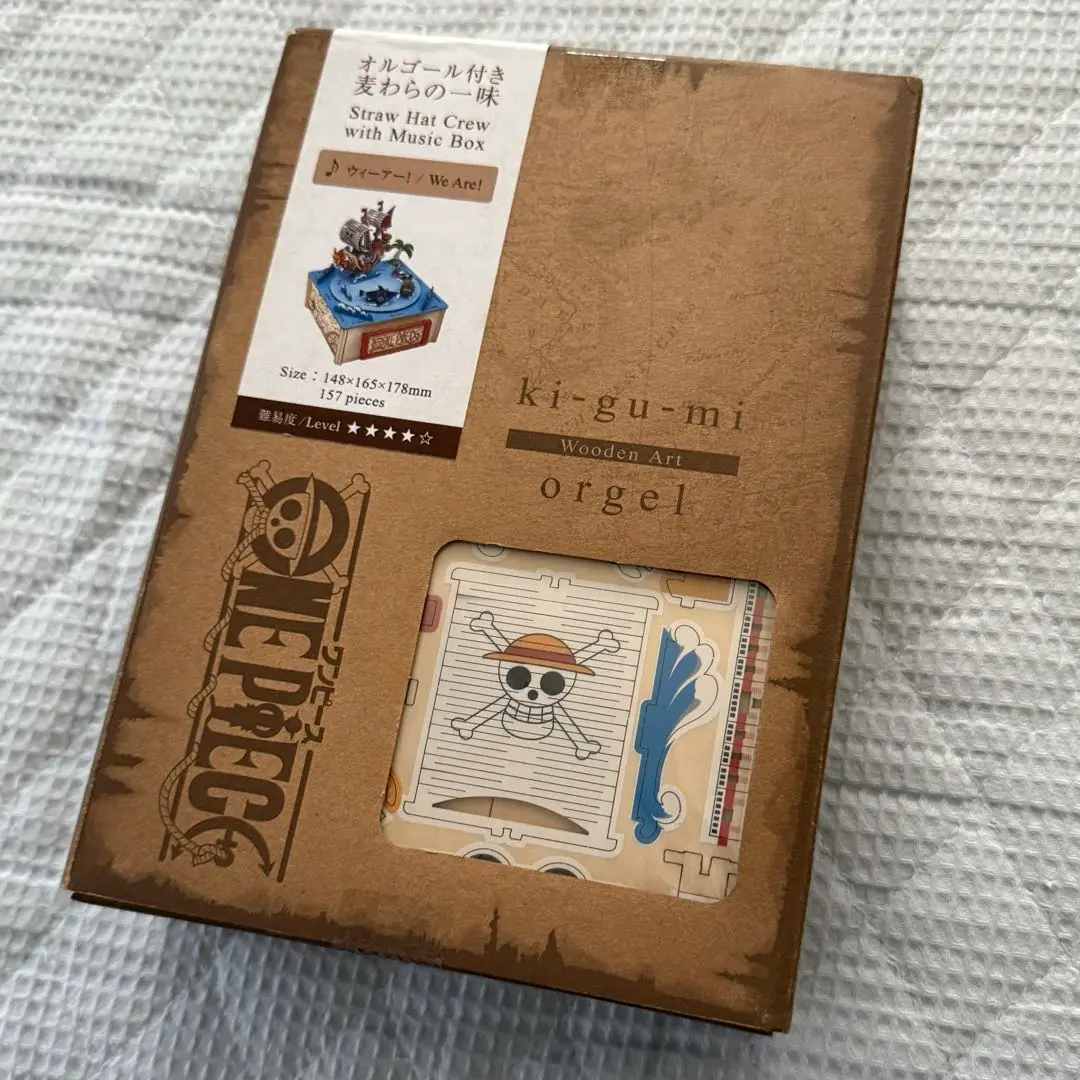 オルゴール付き
麦わらの一味
Straw Hat Crew
with Music Box
♪ ウィーアー! / We Are!
ONE PIECE
Size : 148×165×178mm
157 pieces
難易度/Level ★★★★☆
ki-gu-mi
Wooden Art
orgel
ONE PIECE
ワンピース